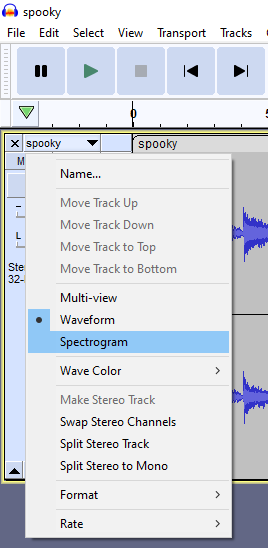 spooky
File Edit Select View Transport Tracks
0
spooky spooky
Name...
Move Track Up
Move Track Down
Move Track to Top
Move Track to Bottom
Multi-view
Waveform
Spectrogram
Wave Color
Make Stereo Track
Swap Stereo Channels
Split Stereo Track
Split Stereo to Mono
Format
Rate
M
L